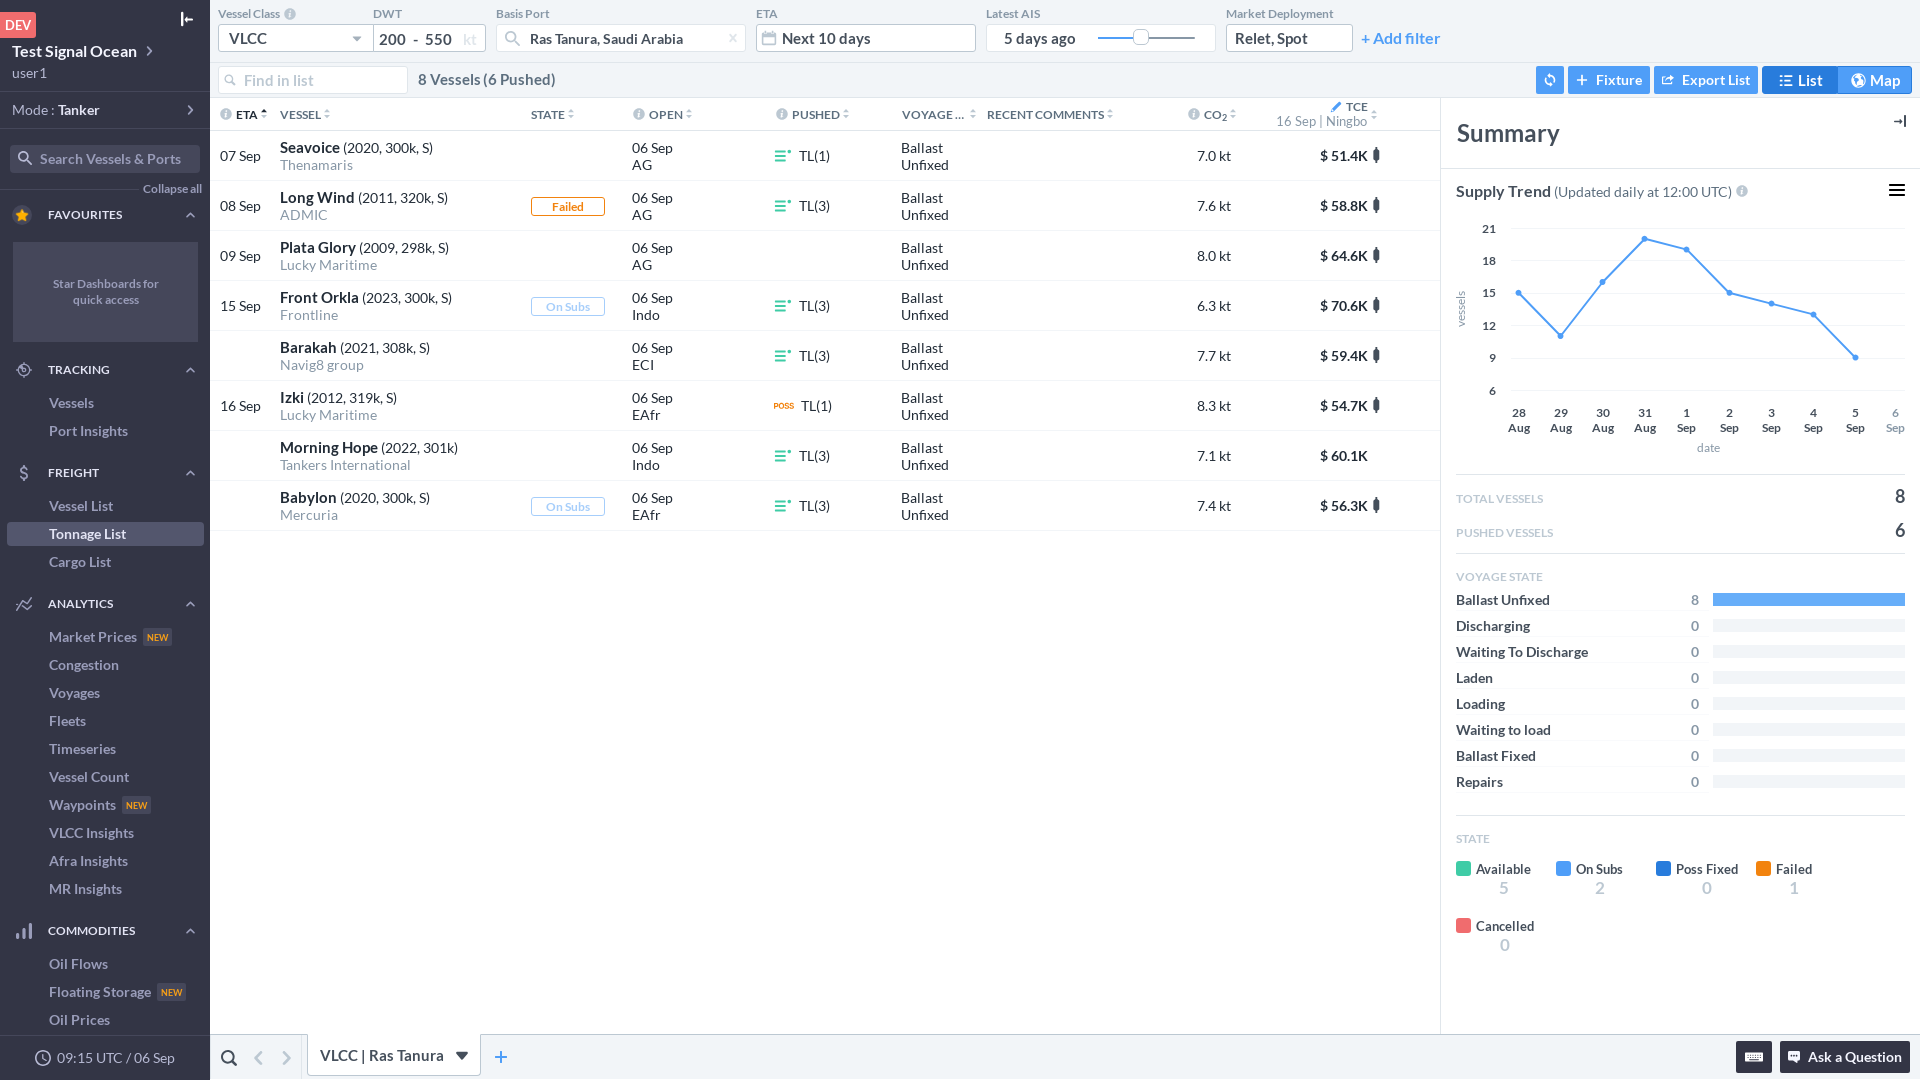 DEV
Test Signal Ocean
user1
Mode : Tanker
Search Vessels & Ports
Collapse all
FAVOURITES
Star Dashboards for
quick access
TRACKING
Vessels
Port Insights
FREIGHT
Vessel List
Tonnage List
Cargo List
ANALYTICS
Market Prices NEW
Congestion
Voyages
Fleets
Timeseries
Vessel Count
Waypoints NEW
VLCC Insights
Afra Insights
MR Insights
COMMODITIES
Oil Flows
Floating Storage NEW
Oil Prices
09:15 UTC / 06 Sep
Vessel Class DWT Basis Port ETA Latest AIS Market Deployment
VLCC 200 - 550 kt Ras Tanura, Saudi Arabia Next 10 days 5 days ago Relet, Spot + Add filter
Find in list 8 Vessels (6 Pushed) Fixture Export List List Map
ETA VESSEL STATE OPEN PUSHED VOYAGE ... RECENT COMMENTS CO2 TCE
16 Sep | Ningbo
07 Sep Seavoice (2020, 300k, S) 06 Sep TL(1) Ballast 7.0 kt $ 51.4K
Thenamaris AG Unfixed
08 Sep Long Wind (2011, 320k, S) Failed 06 Sep TL(3) Ballast 7.6 kt $ 58.8K
ADMIC AG Unfixed
09 Sep Plata Glory (2009, 298k, S) 06 Sep Ballast 8.0 kt $ 64.6K
Lucky Maritime AG Unfixed
15 Sep Front Orkla (2023, 300k, S) On Subs 06 Sep TL(3) Ballast 6.3 kt $ 70.6K
Frontline Indo Unfixed
Barakah (2021, 308k, S) 06 Sep TL(3) Ballast 7.7 kt $ 59.4K
Navig8 group ECI Unfixed
16 Sep Izki (2012, 319k, S) 06 Sep POSS TL(1) Ballast 8.3 kt $ 54.7K
Lucky Maritime EAfr Unfixed
Morning Hope (2022, 301k) 06 Sep TL(3) Ballast 7.1 kt $ 60.1K
Tankers International Indo Unfixed
Babylon (2020, 300k, S) On Subs 06 Sep TL(3) Ballast 7.4 kt $ 56.3K
Mercuria EAfr Unfixed
Summary
Supply Trend (Updated daily at 12:00 UTC)
21
18
15
12
9
6
vessels
28 29 30 31 1 2 3 4 5 6
Aug Aug Aug Aug Sep Sep Sep Sep Sep Sep
date
TOTAL VESSELS 8
PUSHED VESSELS 6
VOYAGE STATE
Ballast Unfixed 8
Discharging 0
Waiting To Discharge 0
Laden 0
Loading 0
Waiting to load 0
Ballast Fixed 0
Repairs 0
STATE
Available On Subs Poss Fixed Failed
5 2 0 1
Cancelled
0
VLCC | Ras Tanura
Ask a Question